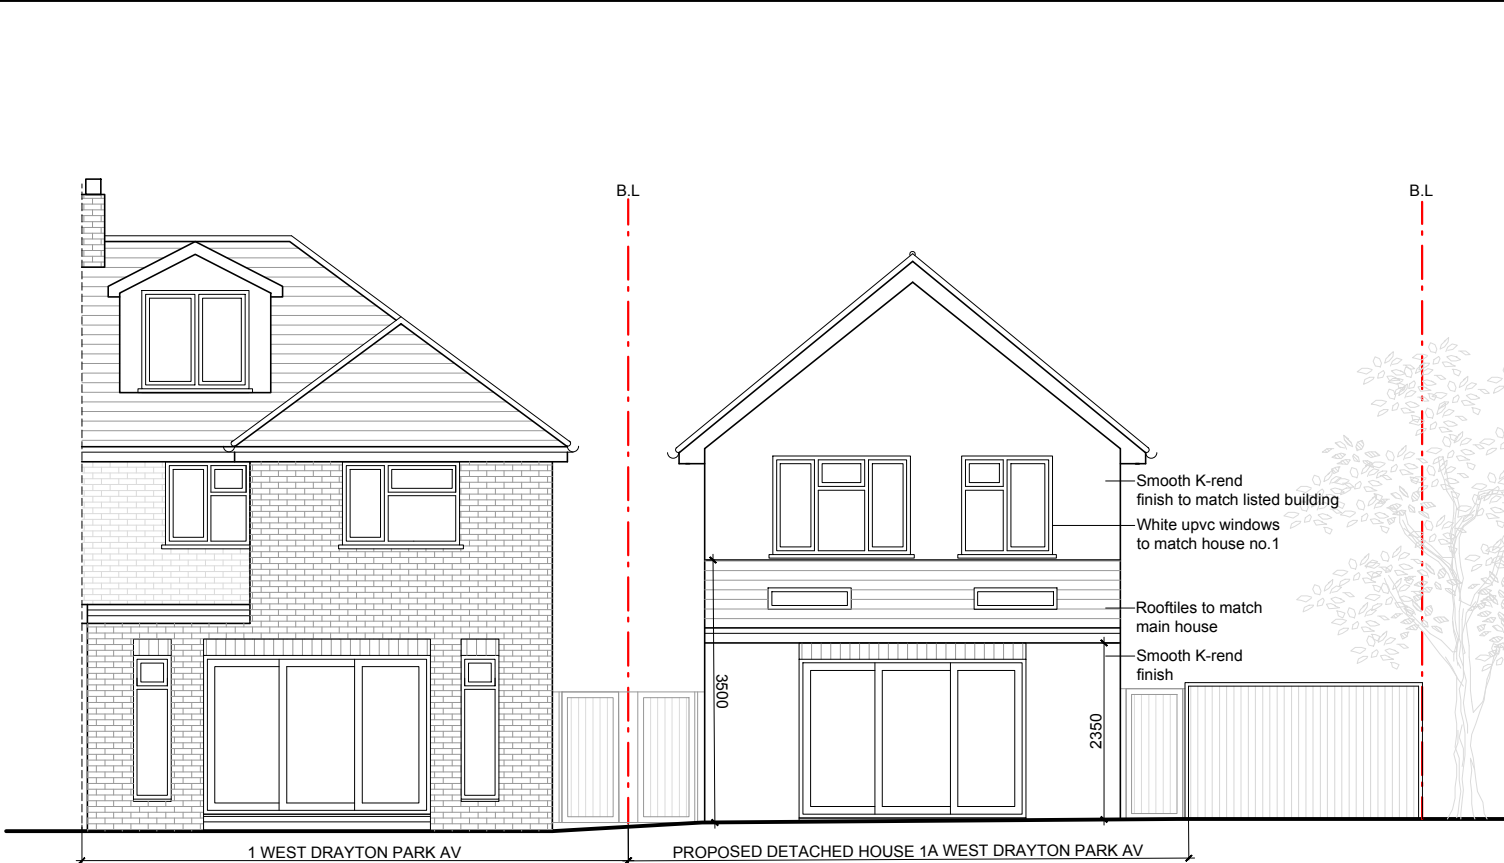 B.L
B.L
Smooth K-rend
finish to match listed building
White upvc windows
to match house no.1
Rooftiles to match
main house
Smooth K-rend
finish
3500
2350
1 WEST DRAYTON PARK AV
PROPOSED DETACHED HOUSE 1A WEST DRAYTON PARK AV